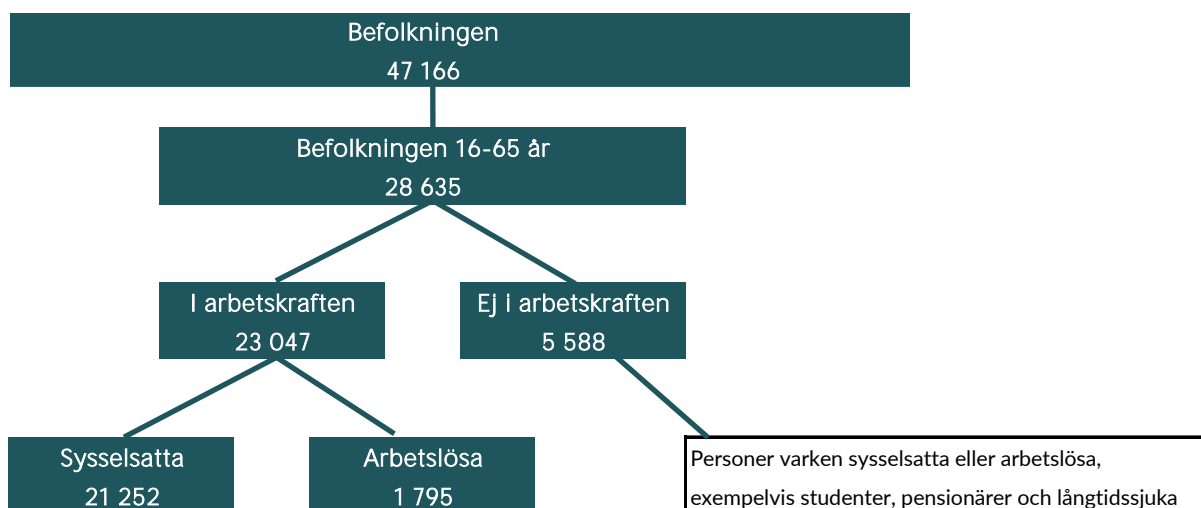 Befolkningen
47 166
Befolkningen 16-65 år
28 635
I arbetskraften
23 047
Ej i arbetskraften
5 588
Sysselsatta
21 252
Arbetslösa
1 795
Personer varken sysselsatta eller arbetslösa,
exempelvis studenter, pensionärer och långtidssjuka